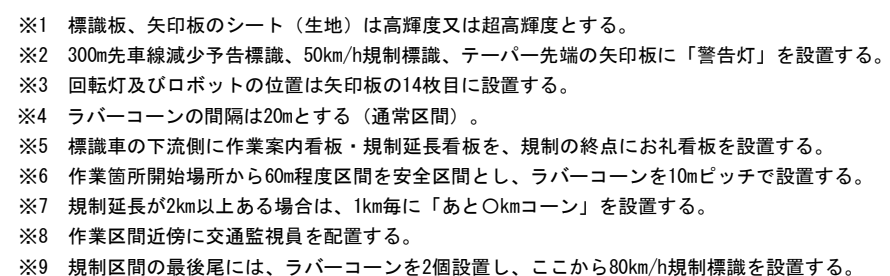 ※1 標識板、矢印板のシート（生地）は高輝度又は超高輝度とする。
※2 300m先車線減少予告標識、50km/h規制標識、テーパー先端の矢印板に「警告灯」を設置する。
※3 回転灯及びロボットの位置は矢印板の14枚目に設置する。
※4 ラバーコーンの間隔は20mとする（通常区間）。
※5 標識車の下流側に作業案内看板・規制延長看板を、規制の終点にお礼看板を設置する。
※6 作業箇所開始場所から60m程度区間を安全区間とし、ラバーコーンを10mピッチで設置する。
※7 規制延長が2km以上ある場合は、1km毎に「あと〇kmコーン」を設置する。
※8 作業区間近傍に交通監視員を配置する。
※9 規制区間の最後尾には、ラバーコーンを2個設置し、ここから80km/h規制標識を設置する。